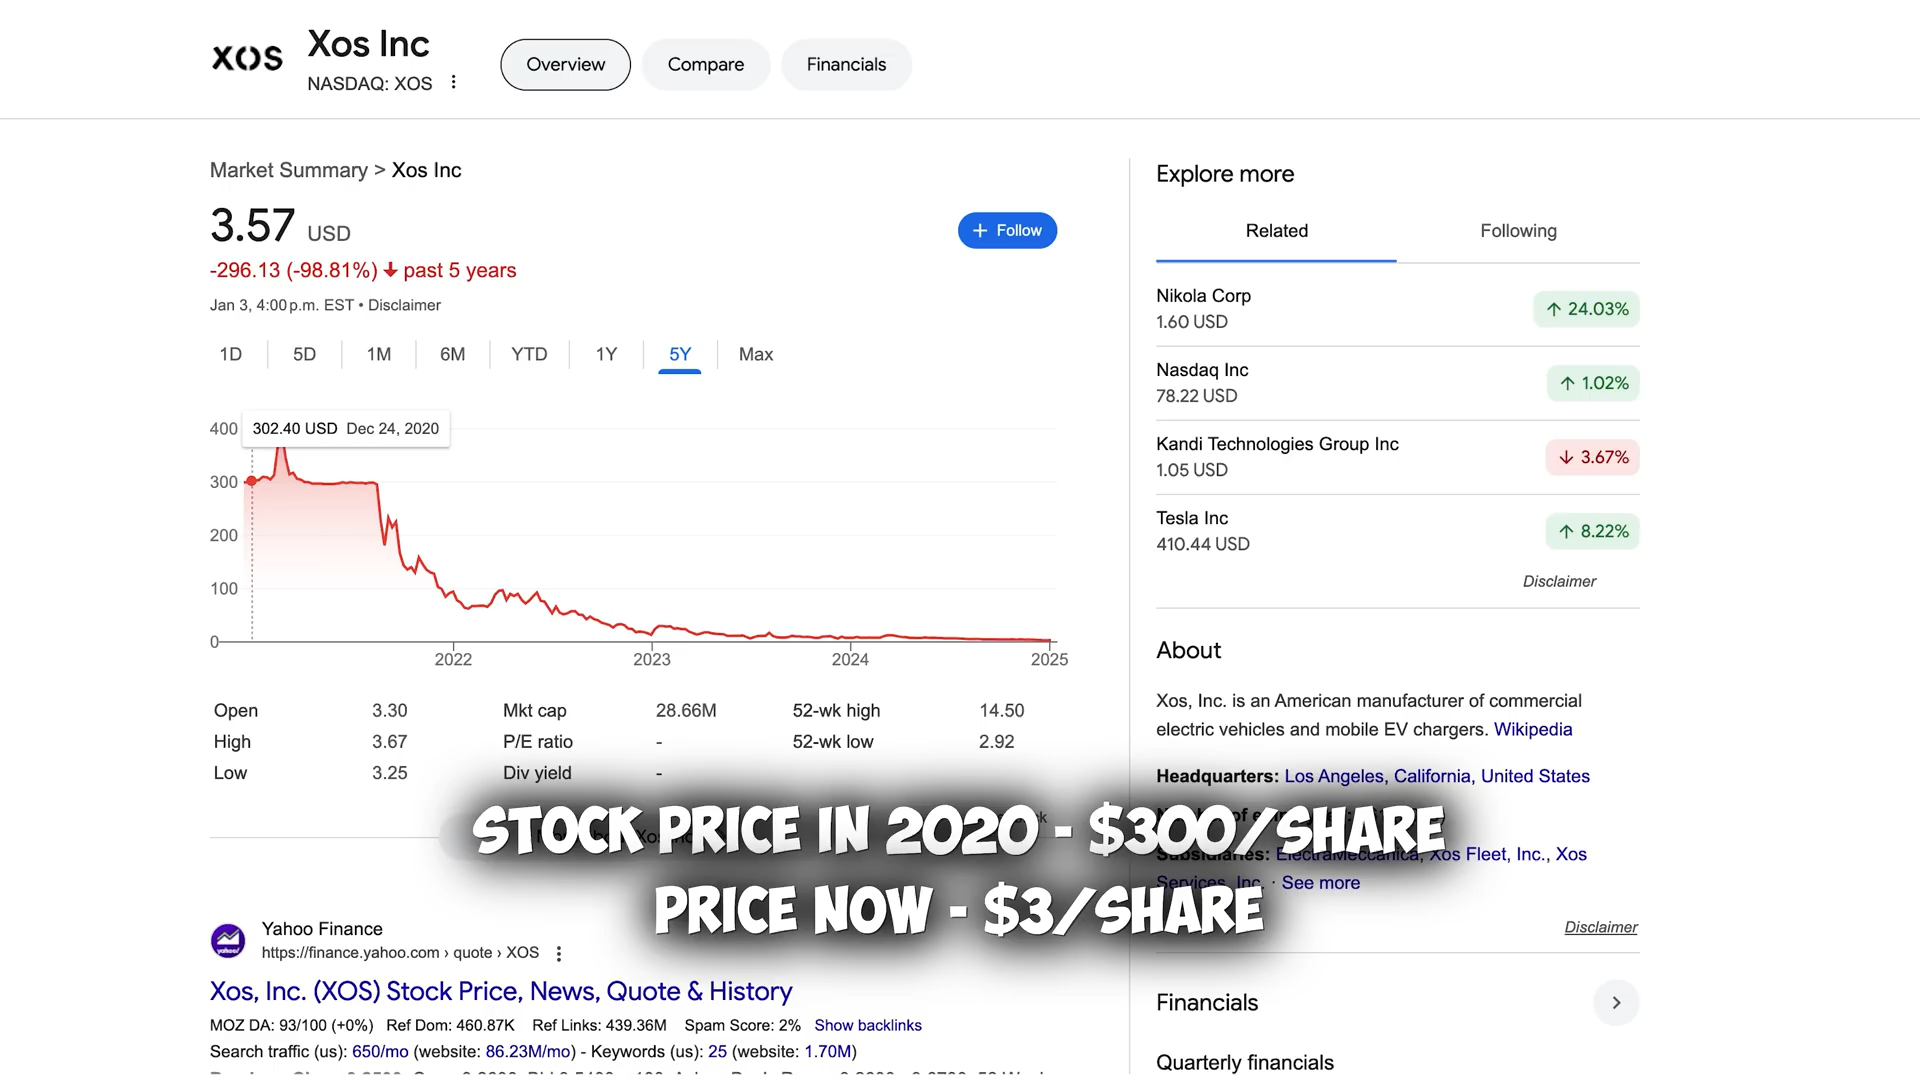 XOS
Xos Inc
NASDAQ: XOS
Overview
Compare
Financials
Market Summary > Xos Inc
3.57 USD
+ Follow
-296.13 (-98.81%) past 5 years
Jan 3, 4:00 p.m. EST • Disclaimer
1D
5D
1M
6M
YTD
1Y
5Y
Max
302.40 USD Dec 24, 2020
400
300
200
100
0
2022
2023
2024
2025
Open 3.30
High 3.67
Low 3.25
Mkt cap 28.66M
P/E ratio -
Div yield -
52-wk high 14.50
52-wk low 2.92
STOCK PRICE IN 2020 - $300/SHARE
PRICE NOW - $3/SHARE
Yahoo Finance
https://finance.yahoo.com › quote › XOS
Xos, Inc. (XOS) Stock Price, News, Quote & History
MOZ DA: 93/100 (+0%) Ref Dom: 460.87K Ref Links: 439.36M Spam Score: 2% Show backlinks
Search traffic (us): 650/mo (website: 86.23M/mo) - Keywords (us): 25 (website: 1.70M)
Explore more
Related
Following
Nikola Corp
1.60 USD
24.03%
Nasdaq Inc
78.22 USD
1.02%
Kandi Technologies Group Inc
1.05 USD
3.67%
Tesla Inc
410.44 USD
8.22%
Disclaimer
About
Xos, Inc. is an American manufacturer of commercial
electric vehicles and mobile EV chargers. Wikipedia
Headquarters: Los Angeles, California, United States
Subsidiaries: ElectraMeccanica, Xos Fleet, Inc., Xos
Services, Inc. · See more
Disclaimer
Financials
Quarterly financials